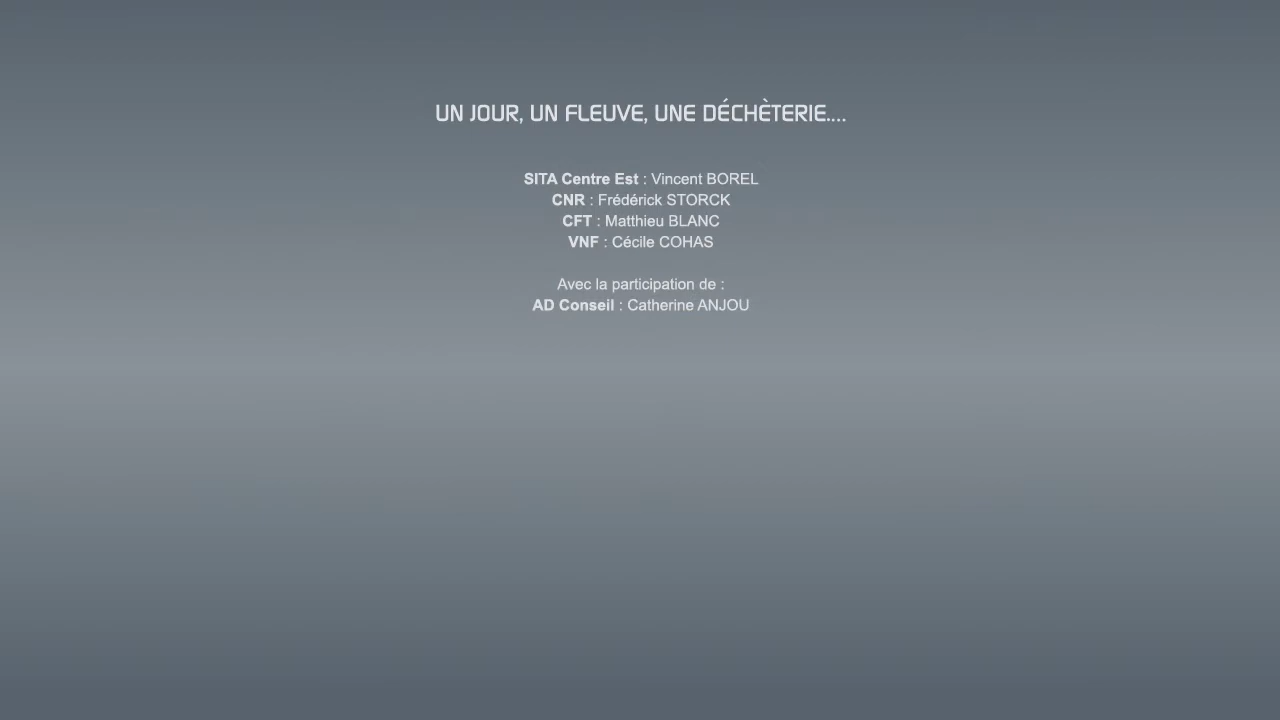 UN JOUR, UN FLEUVE, UNE DÉCHÈTERIE....
SITA Centre Est : Vincent BOREL
CNR : Frédérick STORCK
CFT : Matthieu BLANC
VNF : Cécile COHAS
Avec la participation de :
AD Conseil : Catherine ANJOU